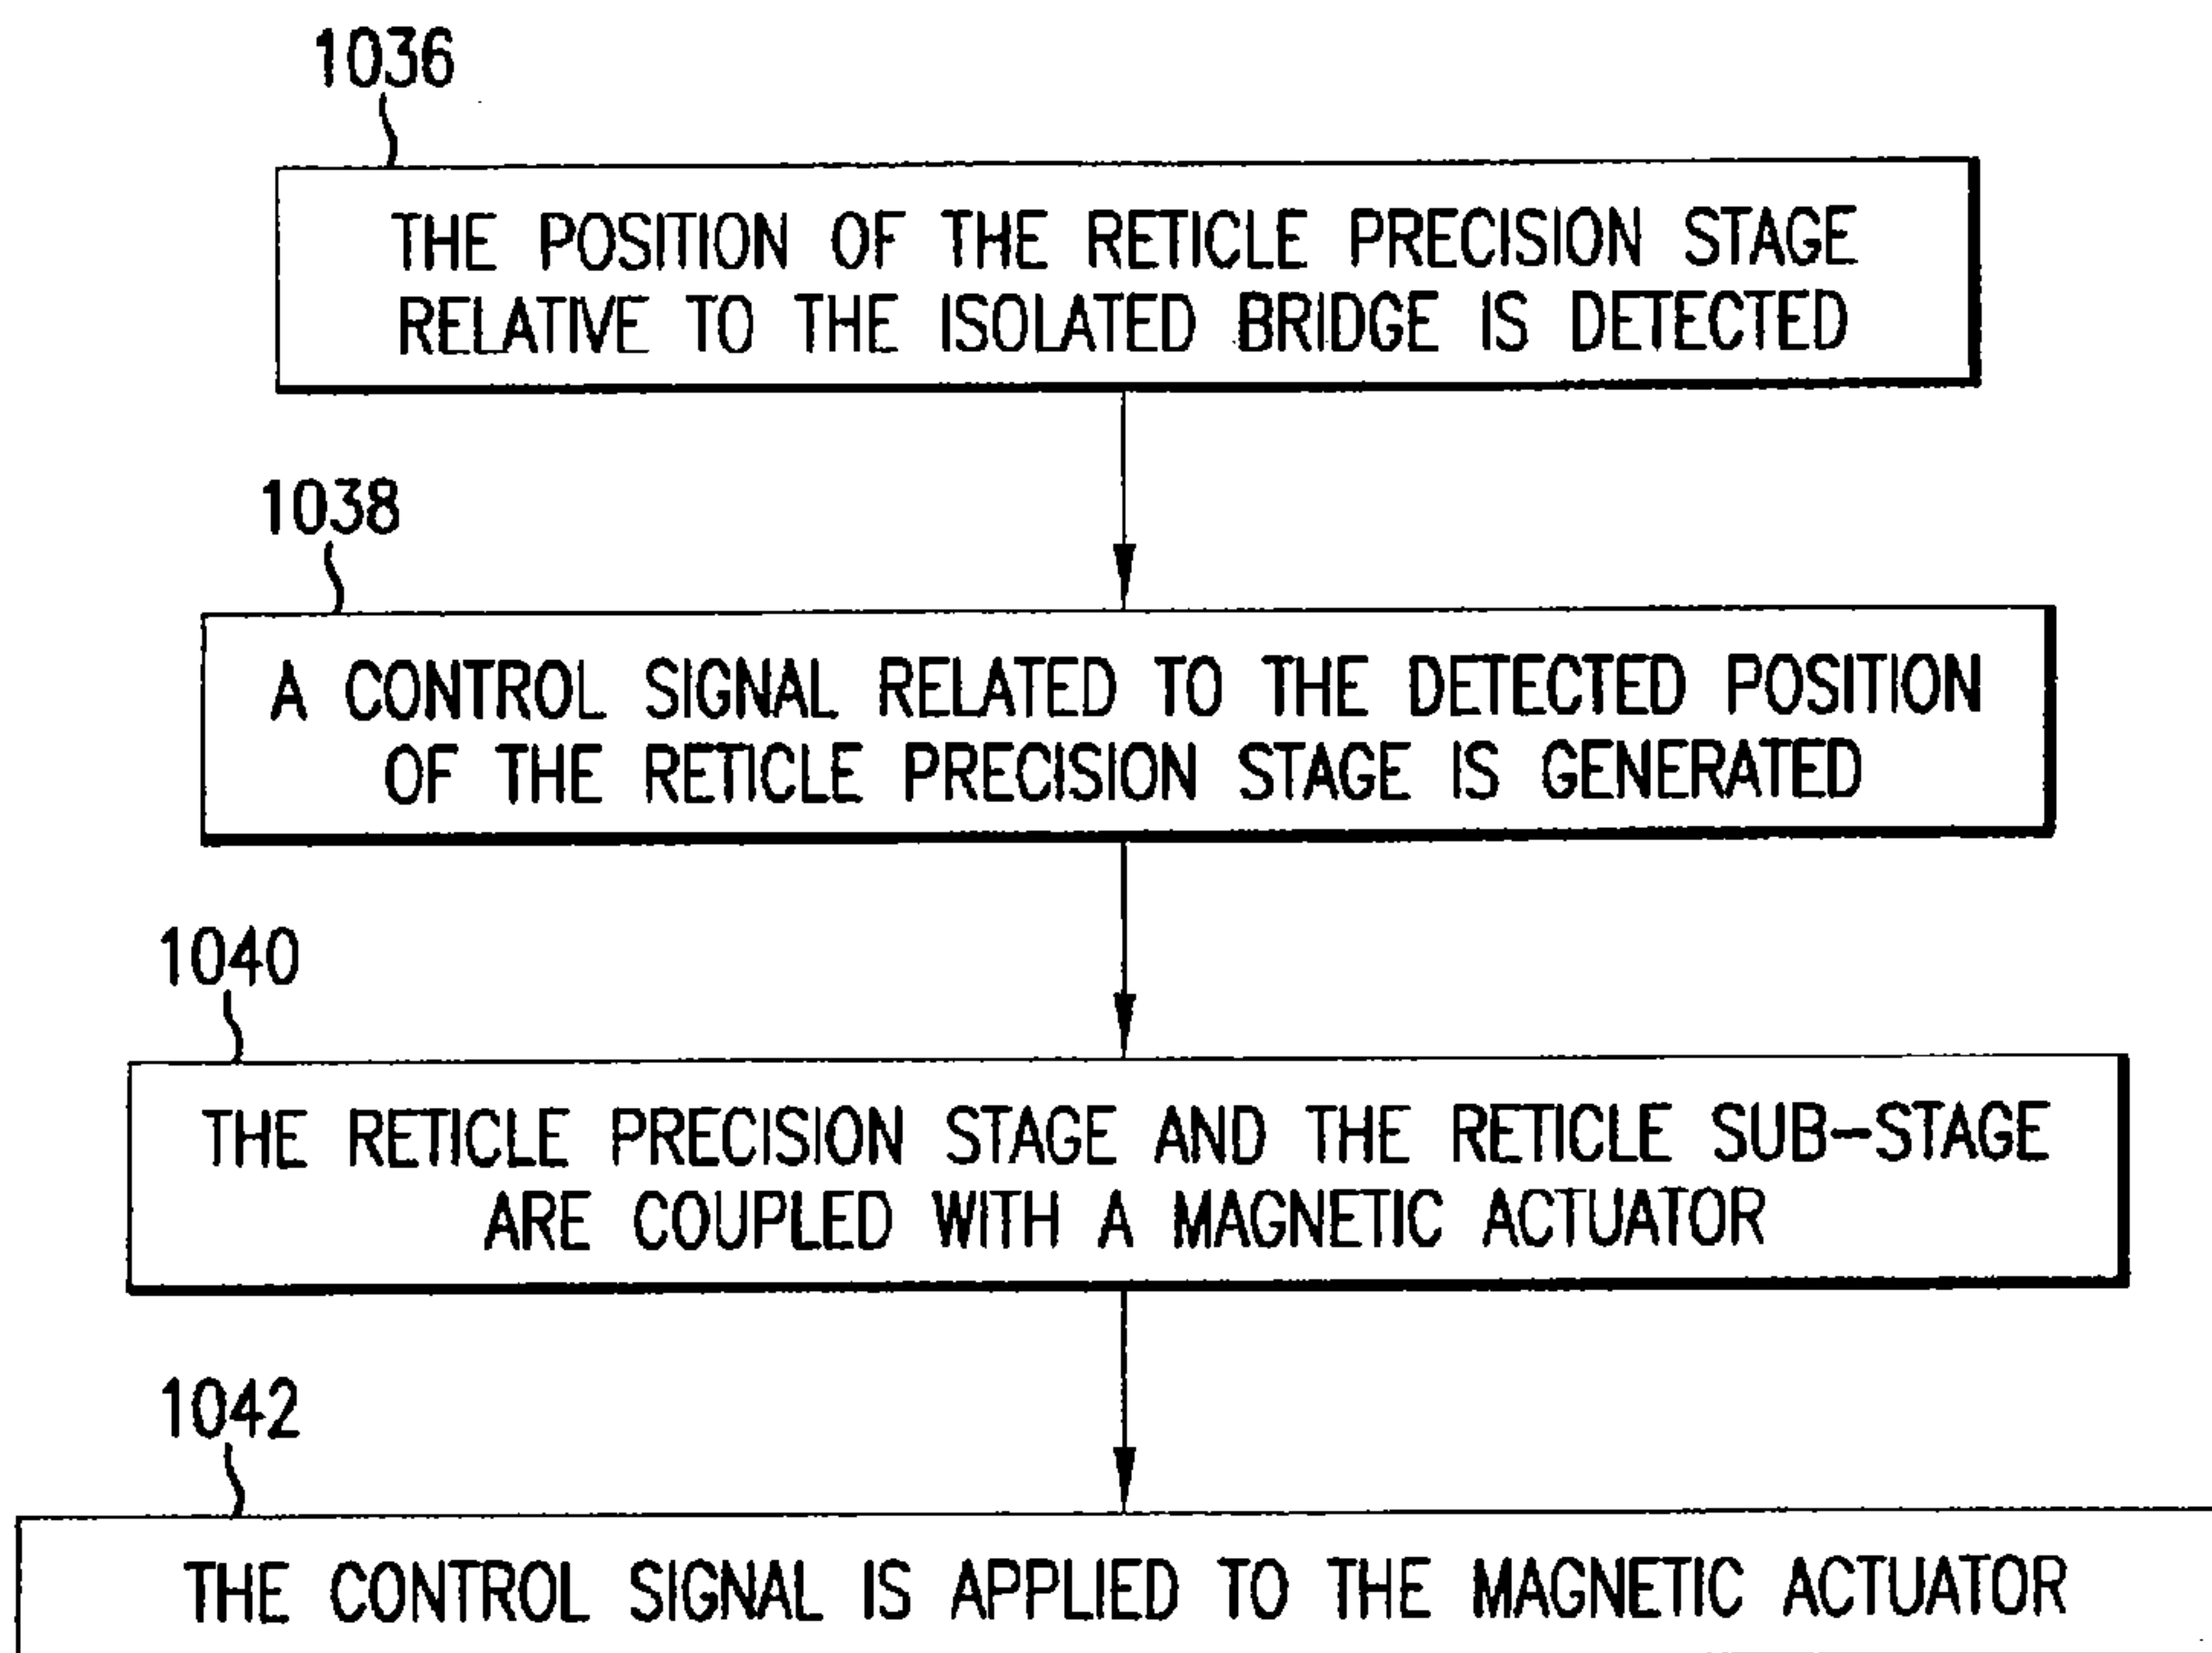 1036
THE POSITION OF THE RETICLE PRECISION STAGE
RELATIVE TO THE ISOLATED BRIDGE IS DETECTED
1038
A CONTROL SIGNAL RELATED TO THE DETECTED POSITION
OF THE RETICLE PRECISION STAGE IS GENERATED
1040
THE RETICLE PRECISION STAGE AND THE RETICLE SUB-STAGE
ARE COUPLED WITH A MAGNETIC ACTUATOR
1042
THE CONTROL SIGNAL IS APPLIED TO THE MAGNETIC ACTUATOR